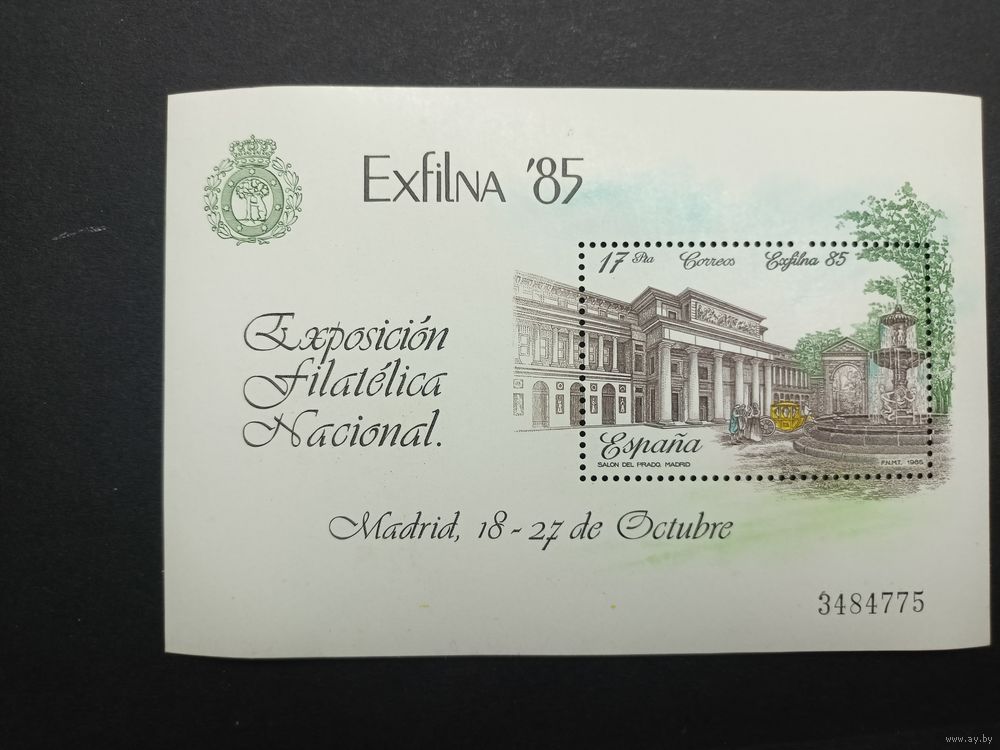 Exfilna '85
17 Pta Correos Exfilna 85
Exposición
Filatélica
Nacional.
España
SALON DEL PRADO. MADRID
F.N.M.T. 1985
Madrid, 18-27 de Octubre
3484775
www.ay.by